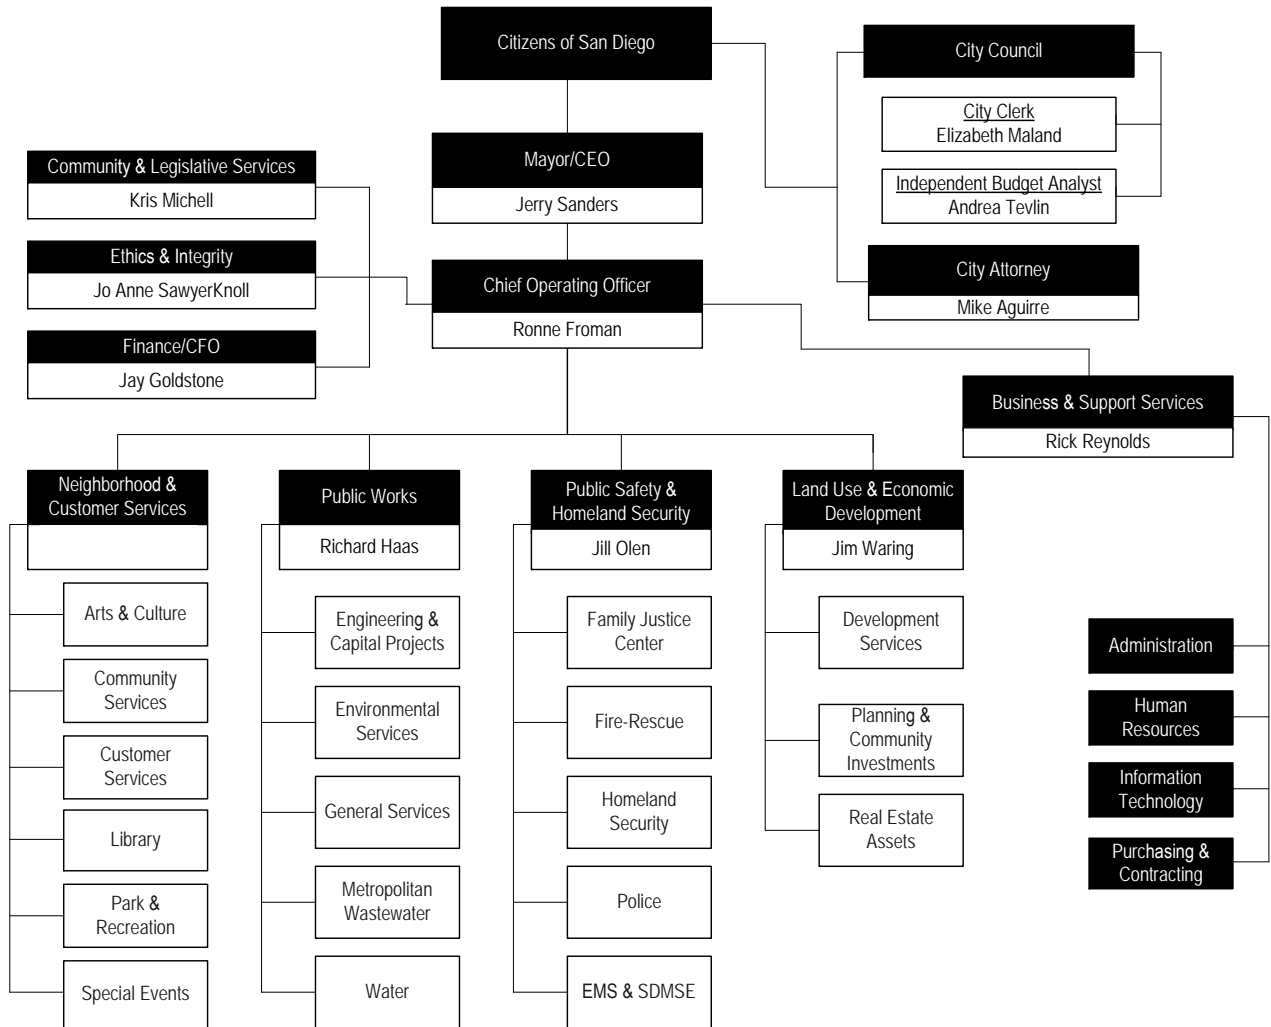 Citizens of San Diego
City Council
City Clerk
Elizabeth Maland
Independent Budget Analyst
Andrea Tevlin
City Attorney
Mike Aguirre
Mayor/CEO
Jerry Sanders
Community & Legislative Services
Kris Michell
Ethics & Integrity
Jo Anne SawyerKnoll
Finance/CFO
Jay Goldstone
Chief Operating Officer
Ronne Froman
Business & Support Services
Rick Reynolds
Administration
Human
Resources
Information
Technology
Purchasing &
Contracting
Neighborhood &
Customer Services
Arts & Culture
Community
Services
Customer
Services
Library
Park &
Recreation
Special Events
Public Works
Richard Haas
Engineering &
Capital Projects
Environmental
Services
General Services
Metropolitan
Wastewater
Water
Public Safety &
Homeland Security
Jill Olen
Family Justice
Center
Fire-Rescue
Homeland
Security
Police
EMS & SDMSE
Land Use & Economic
Development
Jim Waring
Development
Services
Planning &
Community
Investments
Real Estate
Assets